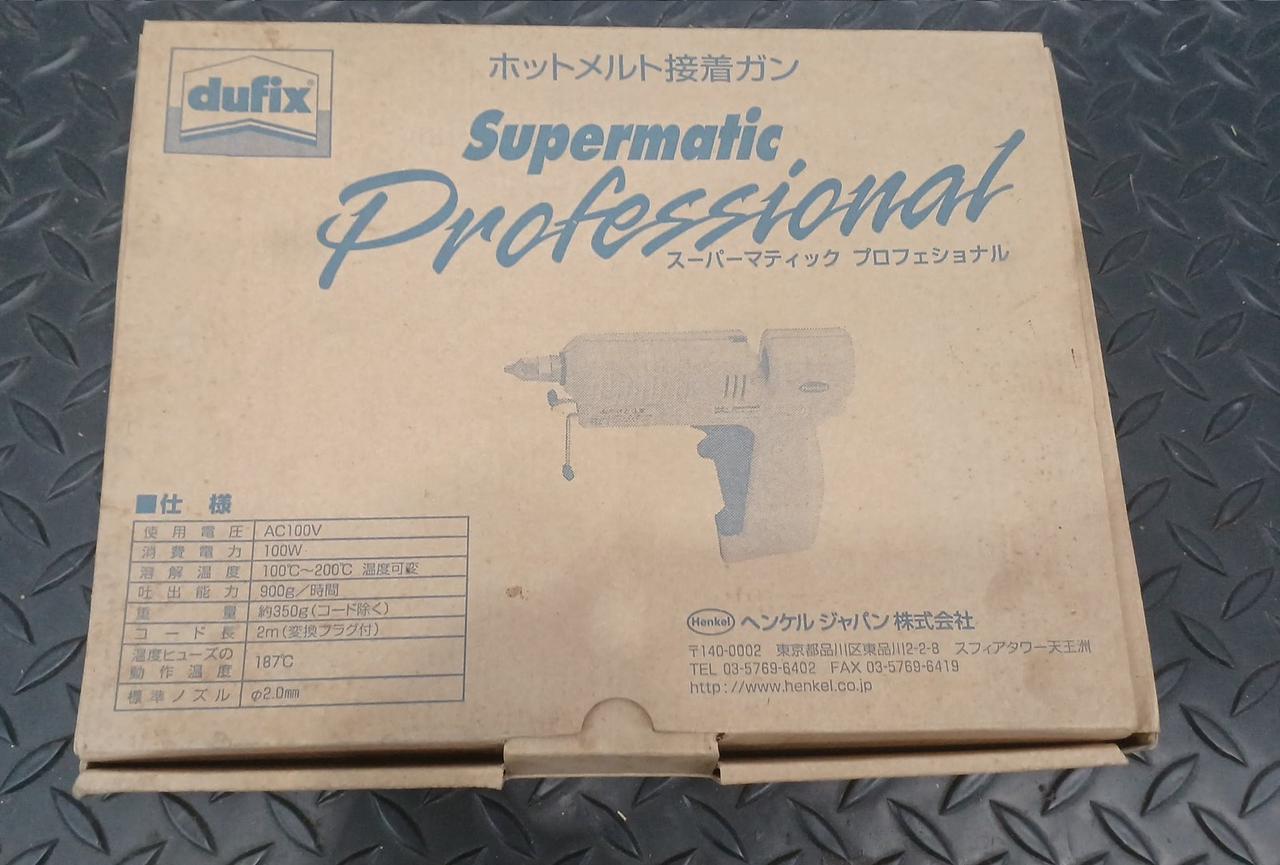 dufix®
ホットメルト接着ガン
Supermatic
Professional
スーパーマティック プロフェショナル
■仕 様
使用電圧 AC100V
消費電力 100W
溶解温度 100℃～200℃ 温度可変
吐出能力 900g／時間
重量 約350g(コード除く)
コード長 2m(変換プラグ付)
温度ヒューズの
動作温度 187℃
標準ノズル φ2.0mm
Henkel ヘンケル ジャパン 株式会社
〒140-0002 東京都品川区東品川2-2-8 スフィアタワー天王洲
TEL 03-5769-6402 FAX 03-5769-6419
http://www.henkel.co.jp